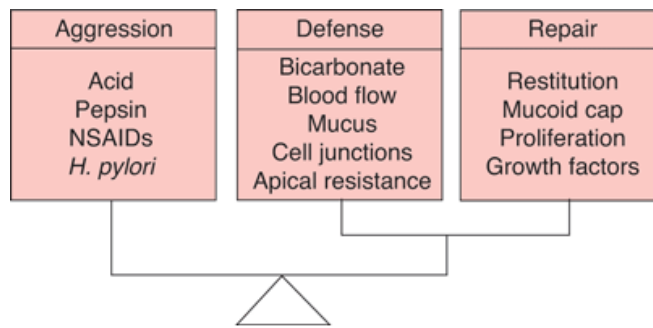 Aggression
Acid
Pepsin
NSAIDs
H. pylori
Defense
Bicarbonate
Blood flow
Mucus
Cell junctions
Apical resistance
Repair
Restitution
Mucoid cap
Proliferation
Growth factors